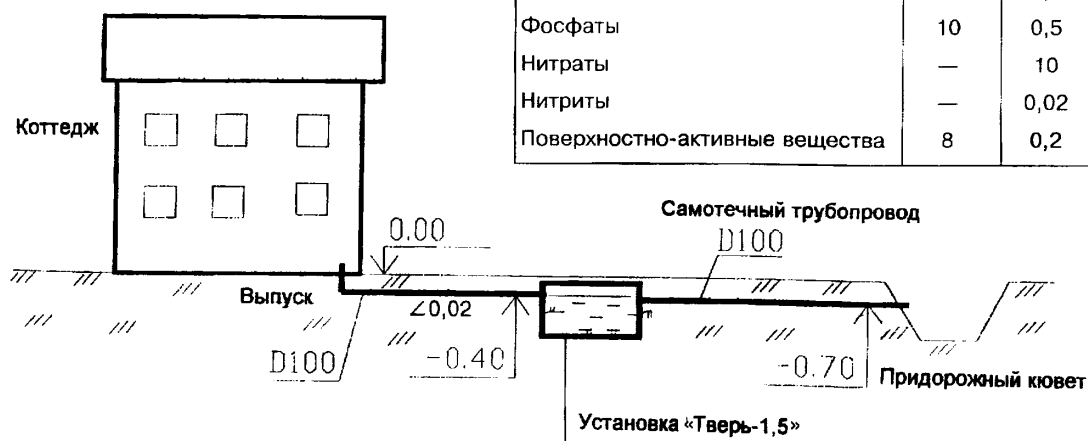 Фосфаты 10 0,5
Нитраты — 10
Нитриты — 0,02
Поверхностно-активные вещества 8 0,2
Коттедж
Самотечный трубопровод
0.00
D100
Выпуск
∠0,02
D100
-0.40
-0.70
Придорожный кювет
Установка «Тверь-1,5»